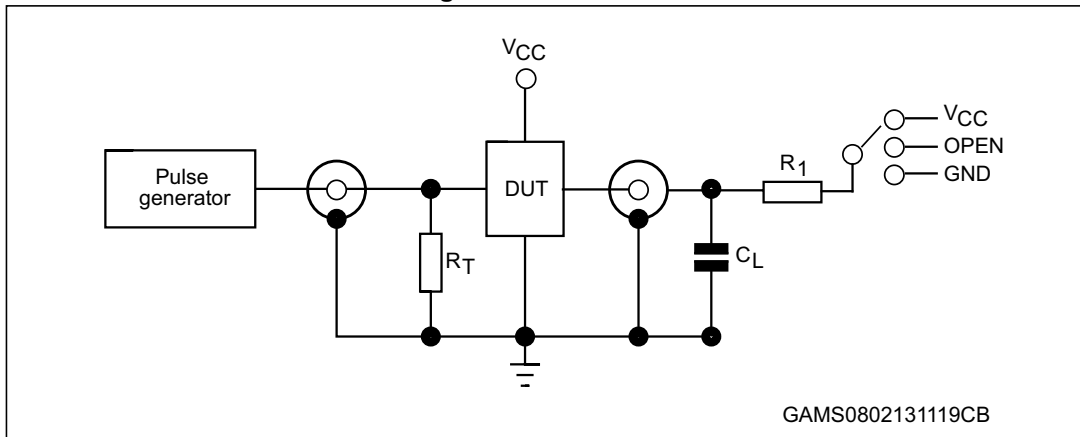 VCC
VCC
OPEN
GND
R1
Pulse
generator
DUT
RT
CL
GAMS0802131119CB